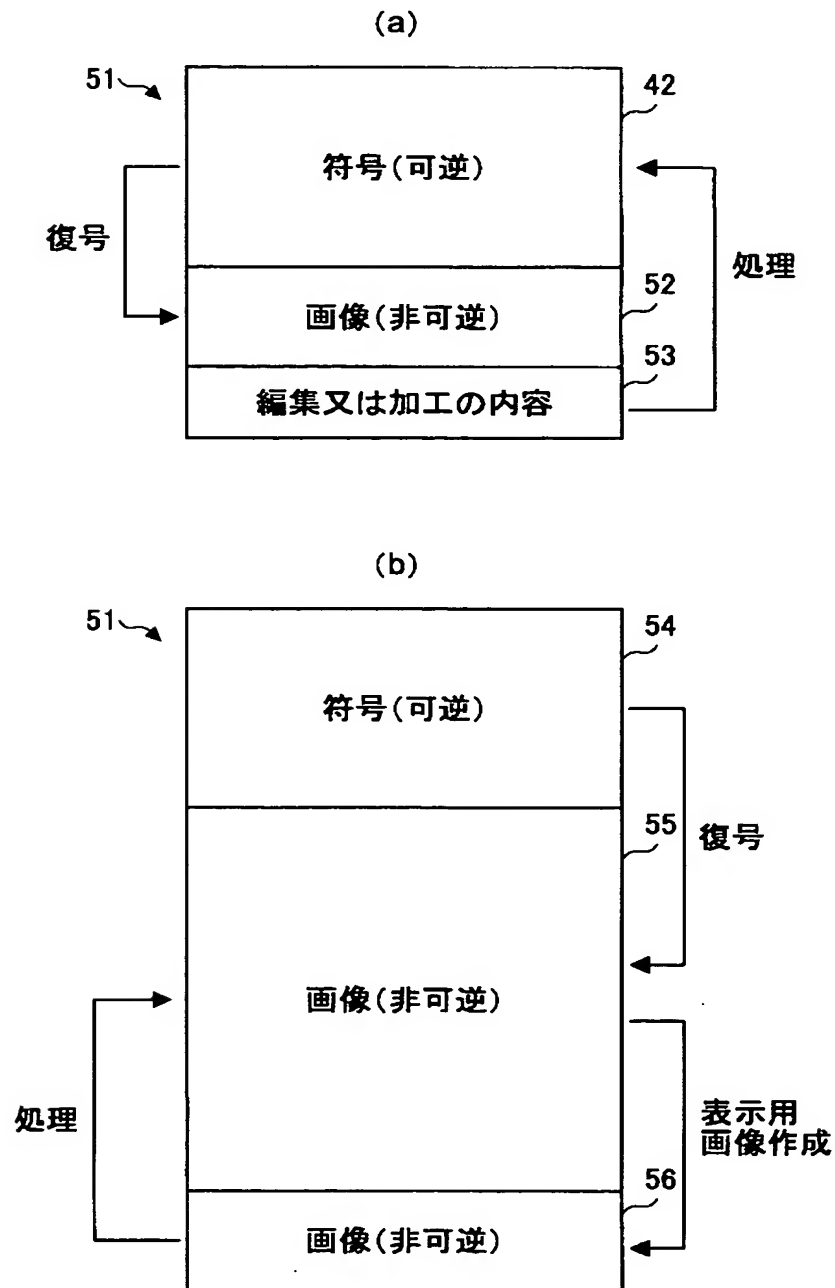 (a)
51
42
符号(可逆)
復号
処理
52
画像(非可逆)
53
編集又は加工の内容
(b)
51
54
符号(可逆)
55
復号
画像(非可逆)
処理
表示用
画像作成
56
画像(非可逆)